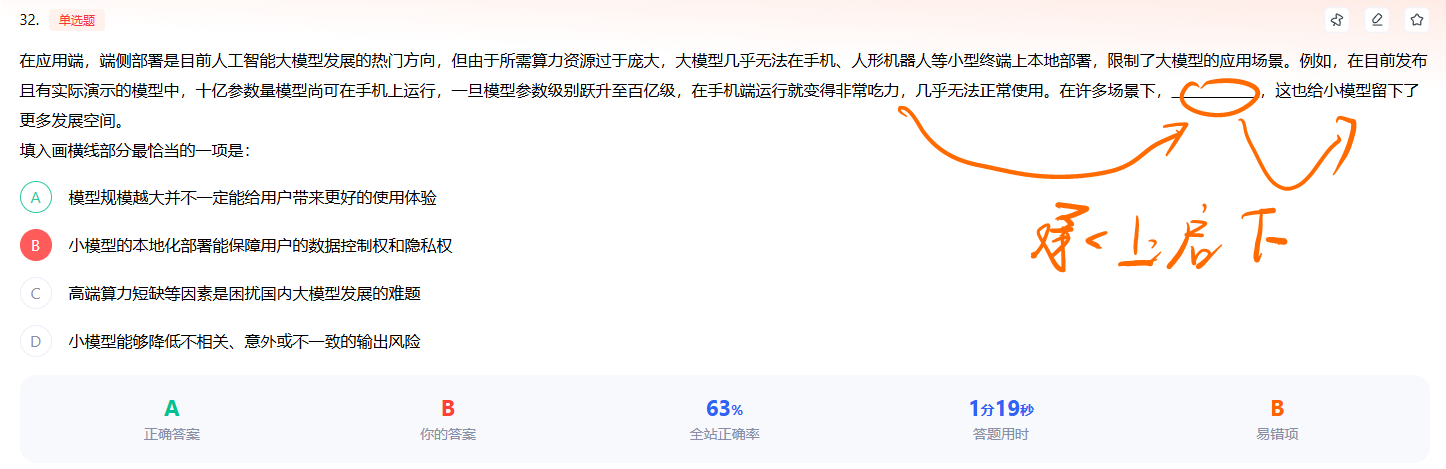 32. 单选题
在应用端，端侧部署是目前人工智能大模型发展的热门方向，但由于所需算力资源过于庞大，大模型几乎无法在手机、人形机器人等小型终端上本地部署，限制了大模型的应用场景。例如，在目前发布
且有实际演示的模型中，十亿参数量模型尚可在手机上运行，一旦模型参数级别跃升至百亿级，在手机端运行就变得非常吃力，几乎无法正常使用。在许多场景下，__________，这也给小模型留下了
更多发展空间。
填入画横线部分最恰当的一项是：
A 模型规模越大并不一定能给用户带来更好的使用体验
B 小模型的本地化部署能保障用户的数据控制权和隐私权
承上启下
C 高端算力短缺等因素是困扰国内大模型发展的难题
D 小模型能够降低不相关、意外或不一致的输出风险
A B 63% 1分19秒 B
正确答案 你的答案 全站正确率 答题用时 易错项